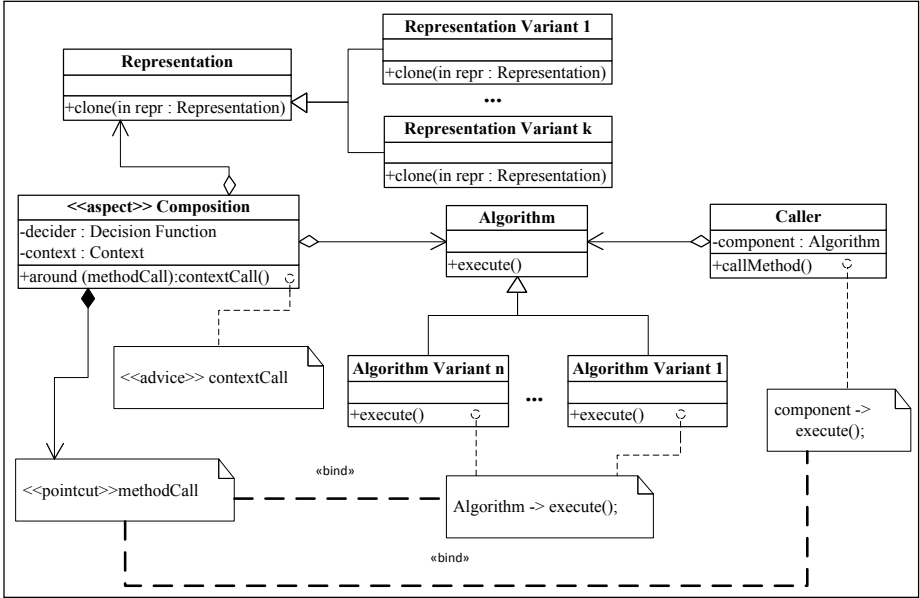 Representation Variant 1
+clone(in repr : Representation)
...
Representation
+clone(in repr : Representation)
Representation Variant k
+clone(in repr : Representation)
<<aspect>> Composition
-decider : Decision Function
-context : Context
+around (methodCall):contextCall()
Algorithm
+execute()
Caller
-component : Algorithm
+callMethod()
<<advice>> contextCall
Algorithm Variant n
+execute()
...
Algorithm Variant 1
+execute()
component ->
execute();
<<pointcut>>methodCall
«bind»
Algorithm -> execute();
«bind»